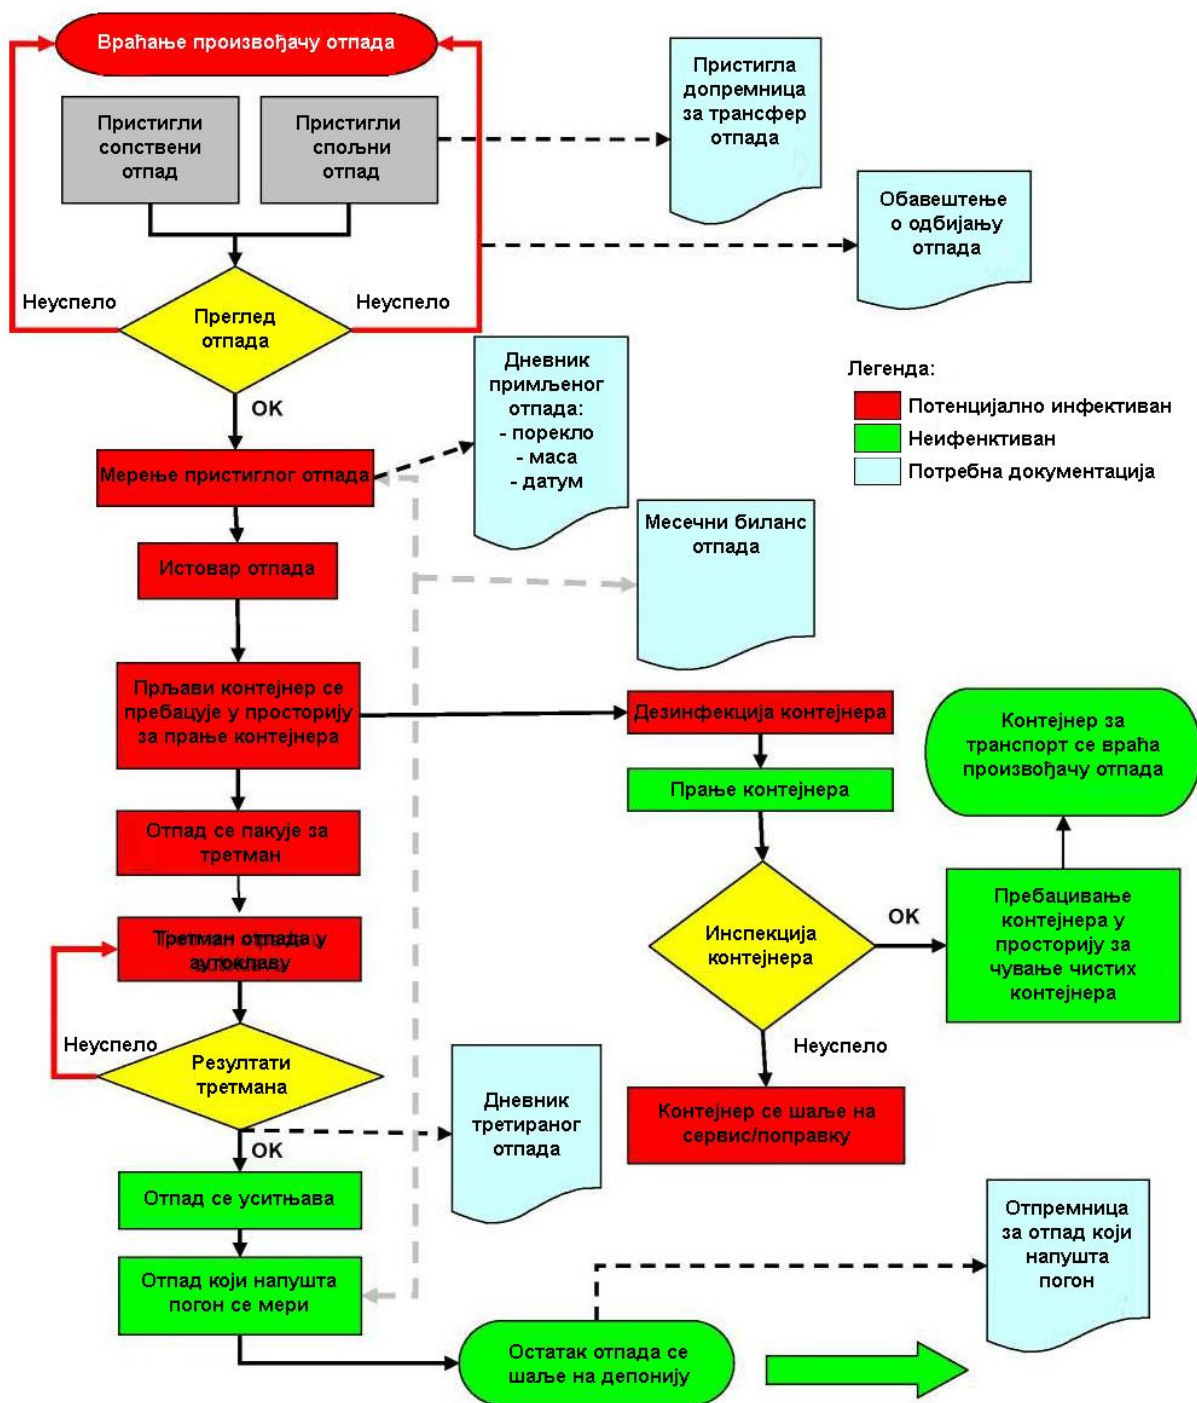 Враћање произвођачу отпада
Пристигли
сопствени
отпад
Пристигли
спољни
отпад
Пристигла
допремница
за трансфер
отпада
Обавештење
о одбијању
отпада
Неуспело
Неуспело
Преглед
отпада
OK
Дневник
примљеног
отпада:
- порекло
- маса
- датум
Легенда:
Потенцијално инфективан
Неифенктиван
Потребна документација
Мерење пристиглог отпада
Месечни биланс
отпада
Истовар отпада
Прљави контејнер се
пребацује у просторију
за прање контејнера
Дезинфекција контејнера
Прање контејнера
Контејнер за
транспорт се враћа
произвођачу отпада
Отпад се пакује за
третман
Инспекција
контејнера
OK
Пребацивање
контејнера у
просторију за
чување чистих
контејнера
Третман отпада у
аутоклаву
Неуспело
Резултати
третмана
OK
Неуспело
Контејнер се шаље на
сервис/поправку
Дневник
третираног
отпада
Отпад се уситњава
Отпад који напушта
погон се мери
Отпремница
за отпад који
напушта
погон
Остатак отпада се
шаље на депонију